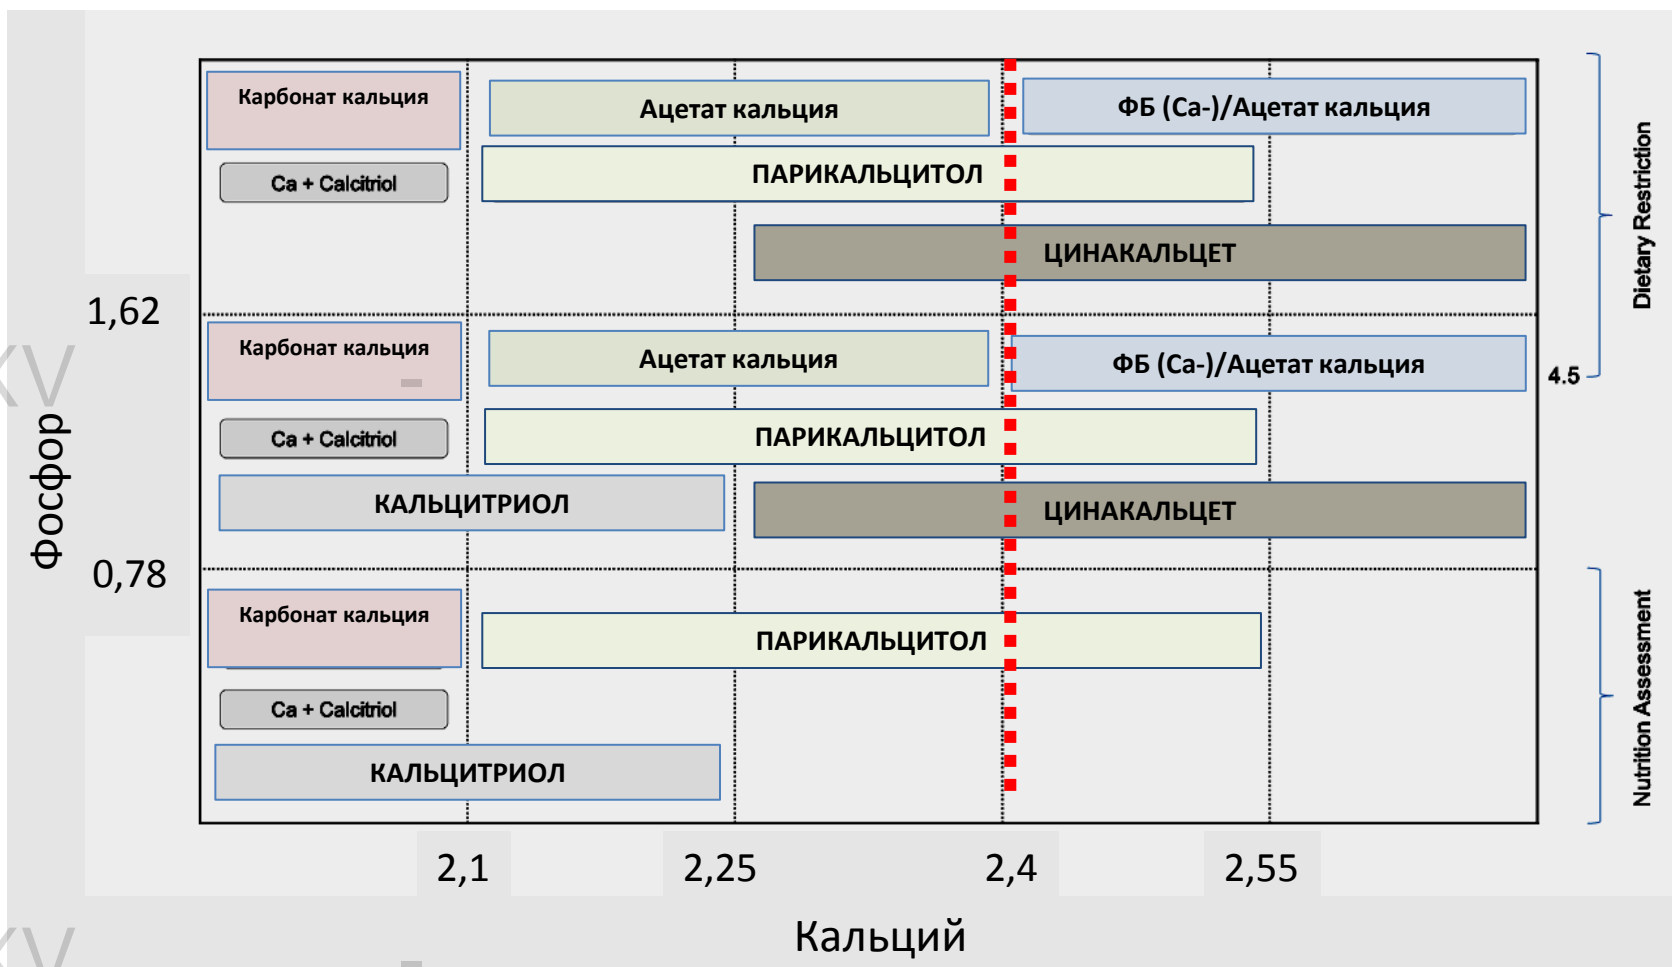 Карбонат кальция
Ацетат кальция
ФБ (Ca-)/Ацетат кальция
Ca + Calcitriol
ПАРИКАЛЬЦИТОЛ
ЦИНАКАЛЬЦЕТ
Dietary Restriction
1,62
Карбонат кальция
Ацетат кальция
ФБ (Ca-)/Ацетат кальция
4.5
Ca + Calcitriol
ПАРИКАЛЬЦИТОЛ
КАЛЬЦИТРИОЛ
ЦИНАКАЛЬЦЕТ
Фосфор
0,78
Карбонат кальция
ПАРИКАЛЬЦИТОЛ
Ca + Calcitriol
КАЛЬЦИТРИОЛ
Nutrition Assessment
2,1
2,25
2,4
2,55
Кальций